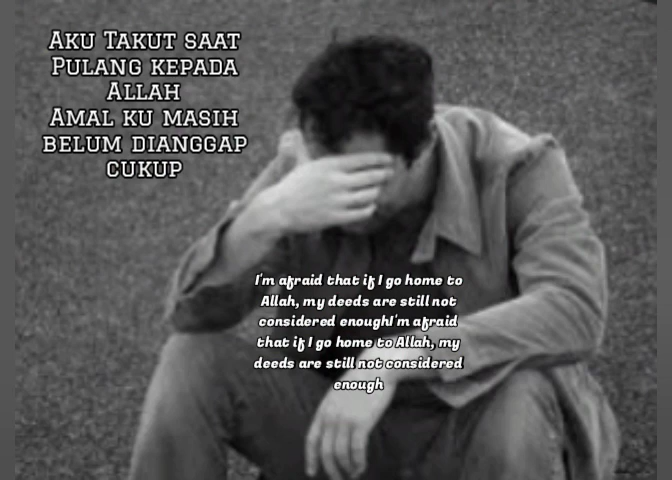 Aku Takut saat
Pulang kepada
Allah
Amal ku masih
belum dianggap
cukup
I'm afraid that if I go home to
Allah, my deeds are still not
considered enoughI'm afraid
that if I go home to Allah, my
deeds are still not considered
enough